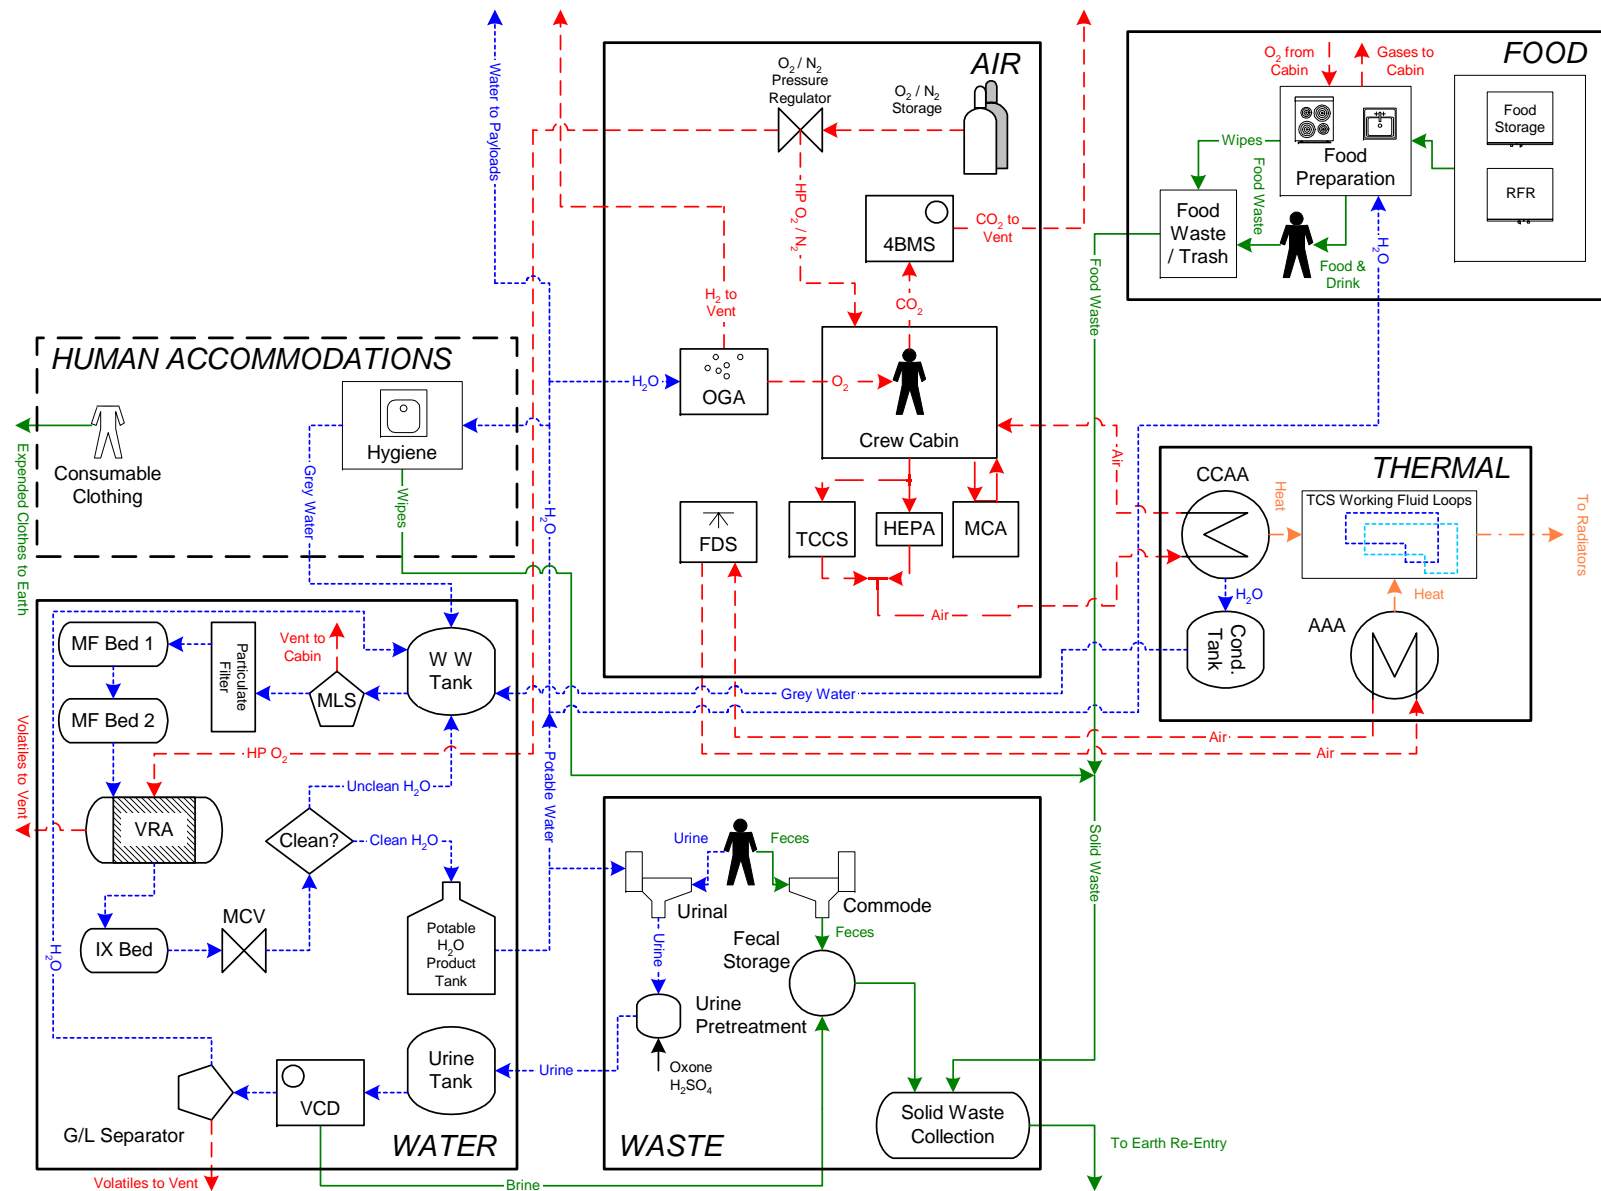 Water to Payloads
AIR
O2 / N2
Pressure
Regulator
O2 / N2
Storage
HP O2 / N2
4BMS
CO2 to
Vent
CO2
H2 to
Vent
H2O
OGA
O2
Crew Cabin
FDS
TCCS
HEPA
MCA
Air
FOOD
O2 from
Cabin
Gases to
Cabin
Food
Storage
RFR
Food
Preparation
Wipes
Food Waste
Food
Waste
/ Trash
Food &
Drink
H2O
Food Waste
HUMAN ACCOMMODATIONS
Consumable
Clothing
Hygiene
Expended Clothes to Earth
Grey Water
Wipes
H2O
THERMAL
CCAA
Heat
TCS Working Fluid Loops
To Radiators
Air
H2O
Cond.
Tank
AAA
Heat
Grey Water
Air
Air
MF Bed 1
MF Bed 2
Particulate
Filter
Vent to
Cabin
MLS
W W
Tank
HP O2
Volatiles to Vent
VRA
Unclean H2O
Clean?
Clean H2O
Potable Water
MCV
IX Bed
Potable
H2O
Product
Tank
H2O
Urine
Tank
VCD
G/L Separator
WATER
Volatiles to Vent
Brine
Urine
Feces
Urinal
Commode
Urine
Feces
Fecal
Storage
Urine
Pretreatment
Oxone
H2SO4
Urine
Solid Waste
Solid Waste
Collection
WASTE
To Earth Re-Entry